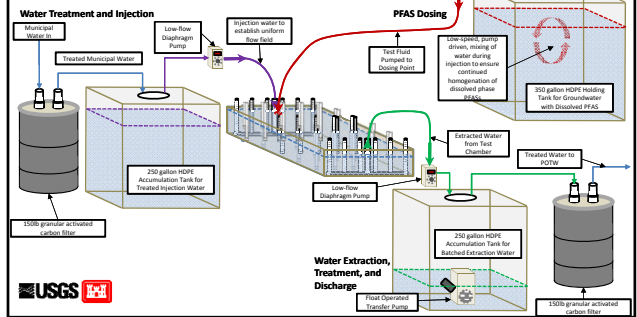 Water Treatment and Injection
Municipal
Water In
Treated Municipal Water
Low-flow
Diaphragm
Pump
Injection water to
establish uniform
flow field
PFAS Dosing
Test Fluid
Pumped to
Dosing Point
Low-speed, pump
driven, mixing of
water during
injection to ensure
continued
homogenation of
dissolved phase
PFASs
350 gallon HDPE Holding
Tank for Groundwater
with Dissolved PFAS
250 gallon HDPE
Accumulation Tank for
Treated Injection Water
150lb granular activated
carbon filter
Extracted Water
from Test
Chamber
Low-flow
Diaphragm Pump
Treated Water to
POTW
250 gallon HDPE
Accumulation Tank for
Batched Extraction Water
Water Extraction,
Treatment, and
Discharge
Float Operated
Transfer Pump
150lb granular activated
carbon filter
USGS